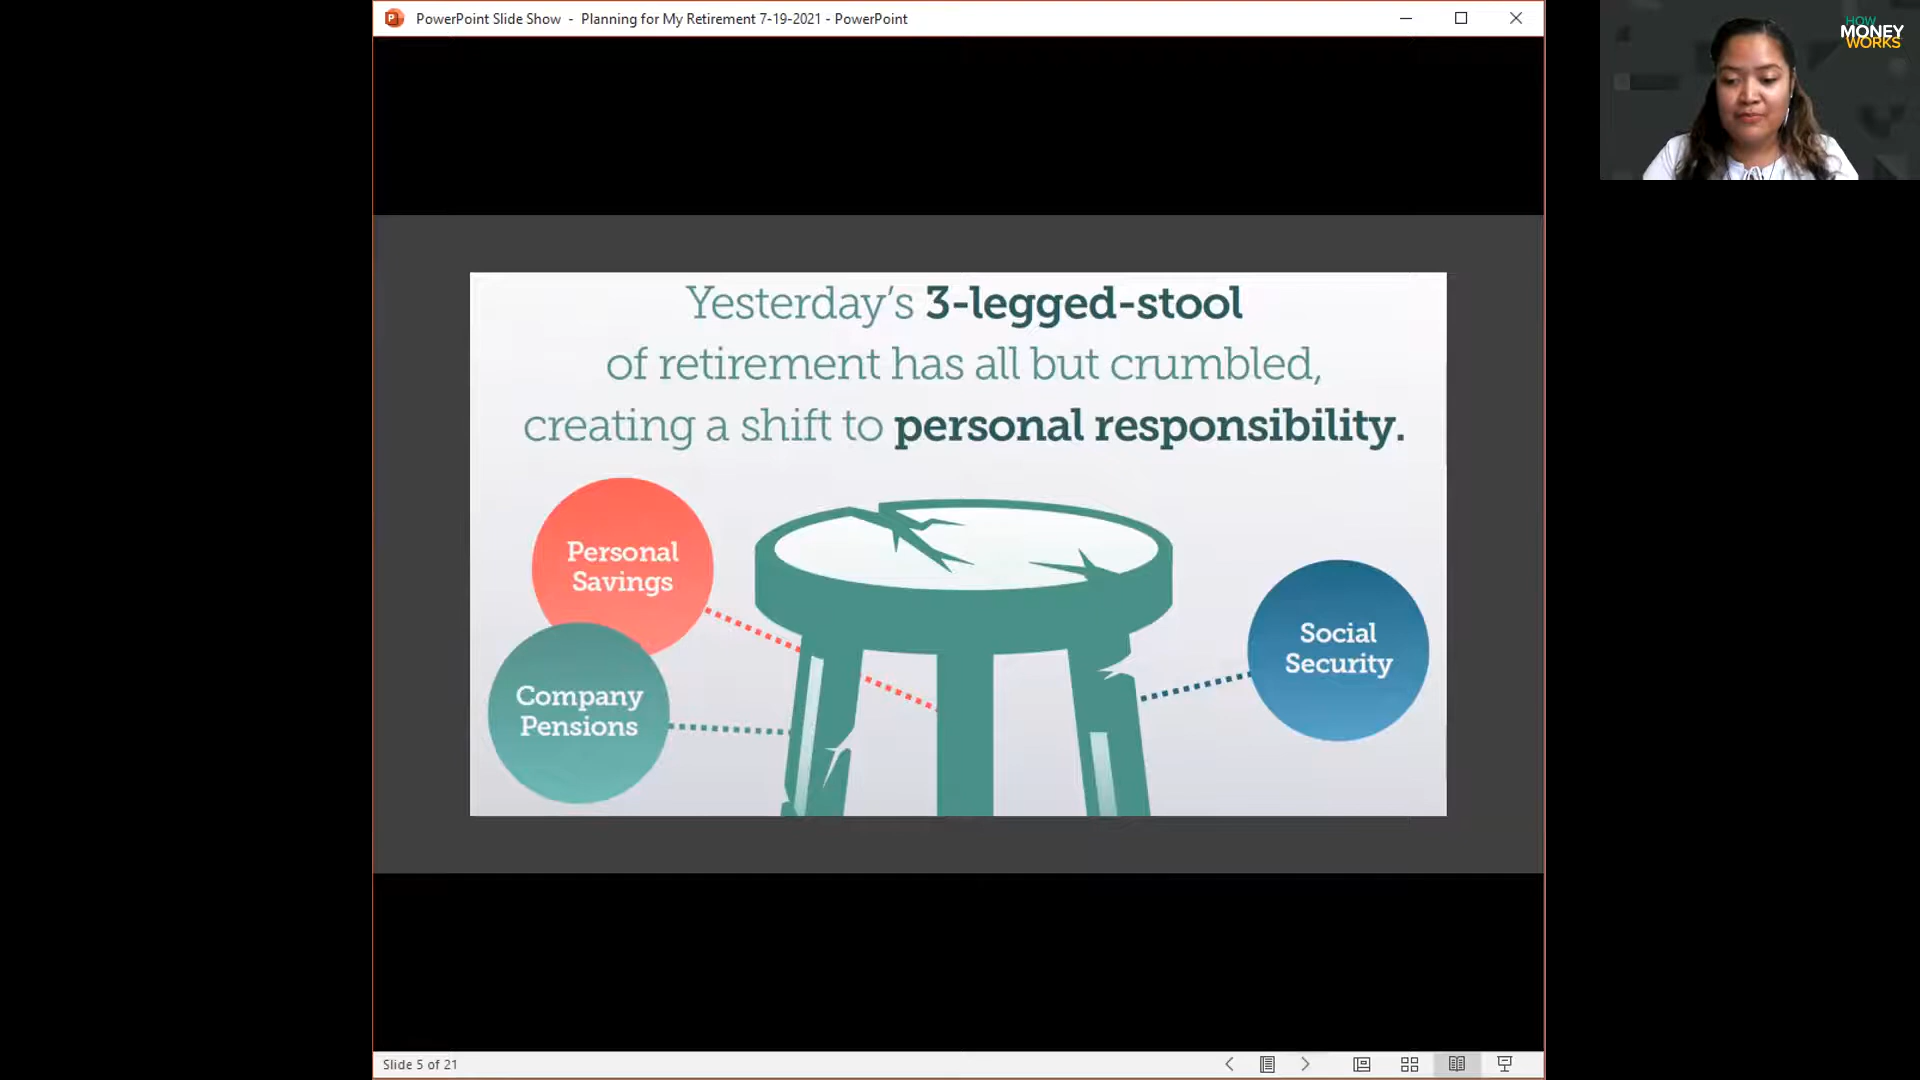 PowerPoint Slide Show - Planning for My Retirement 7-19-2021 - PowerPoint
HOW
MONEY
WORKS
Yesterday’s 3-legged-stool
of retirement has all but crumbled,
creating a shift to personal responsibility.
Personal
Savings
Company
Pensions
Social
Security
Slide 5 of 21